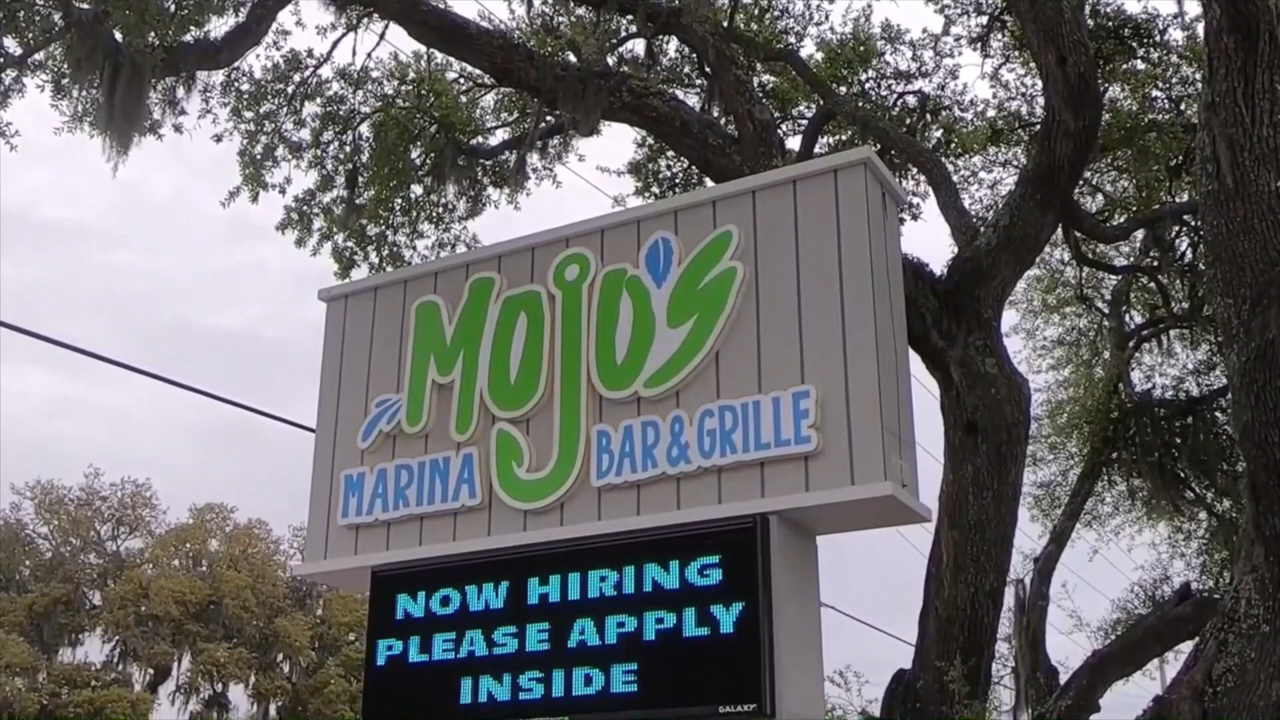 MOJO'S
MARINA BAR & GRILLE
NOW HIRING
PLEASE APPLY
INSIDE
GALAXY